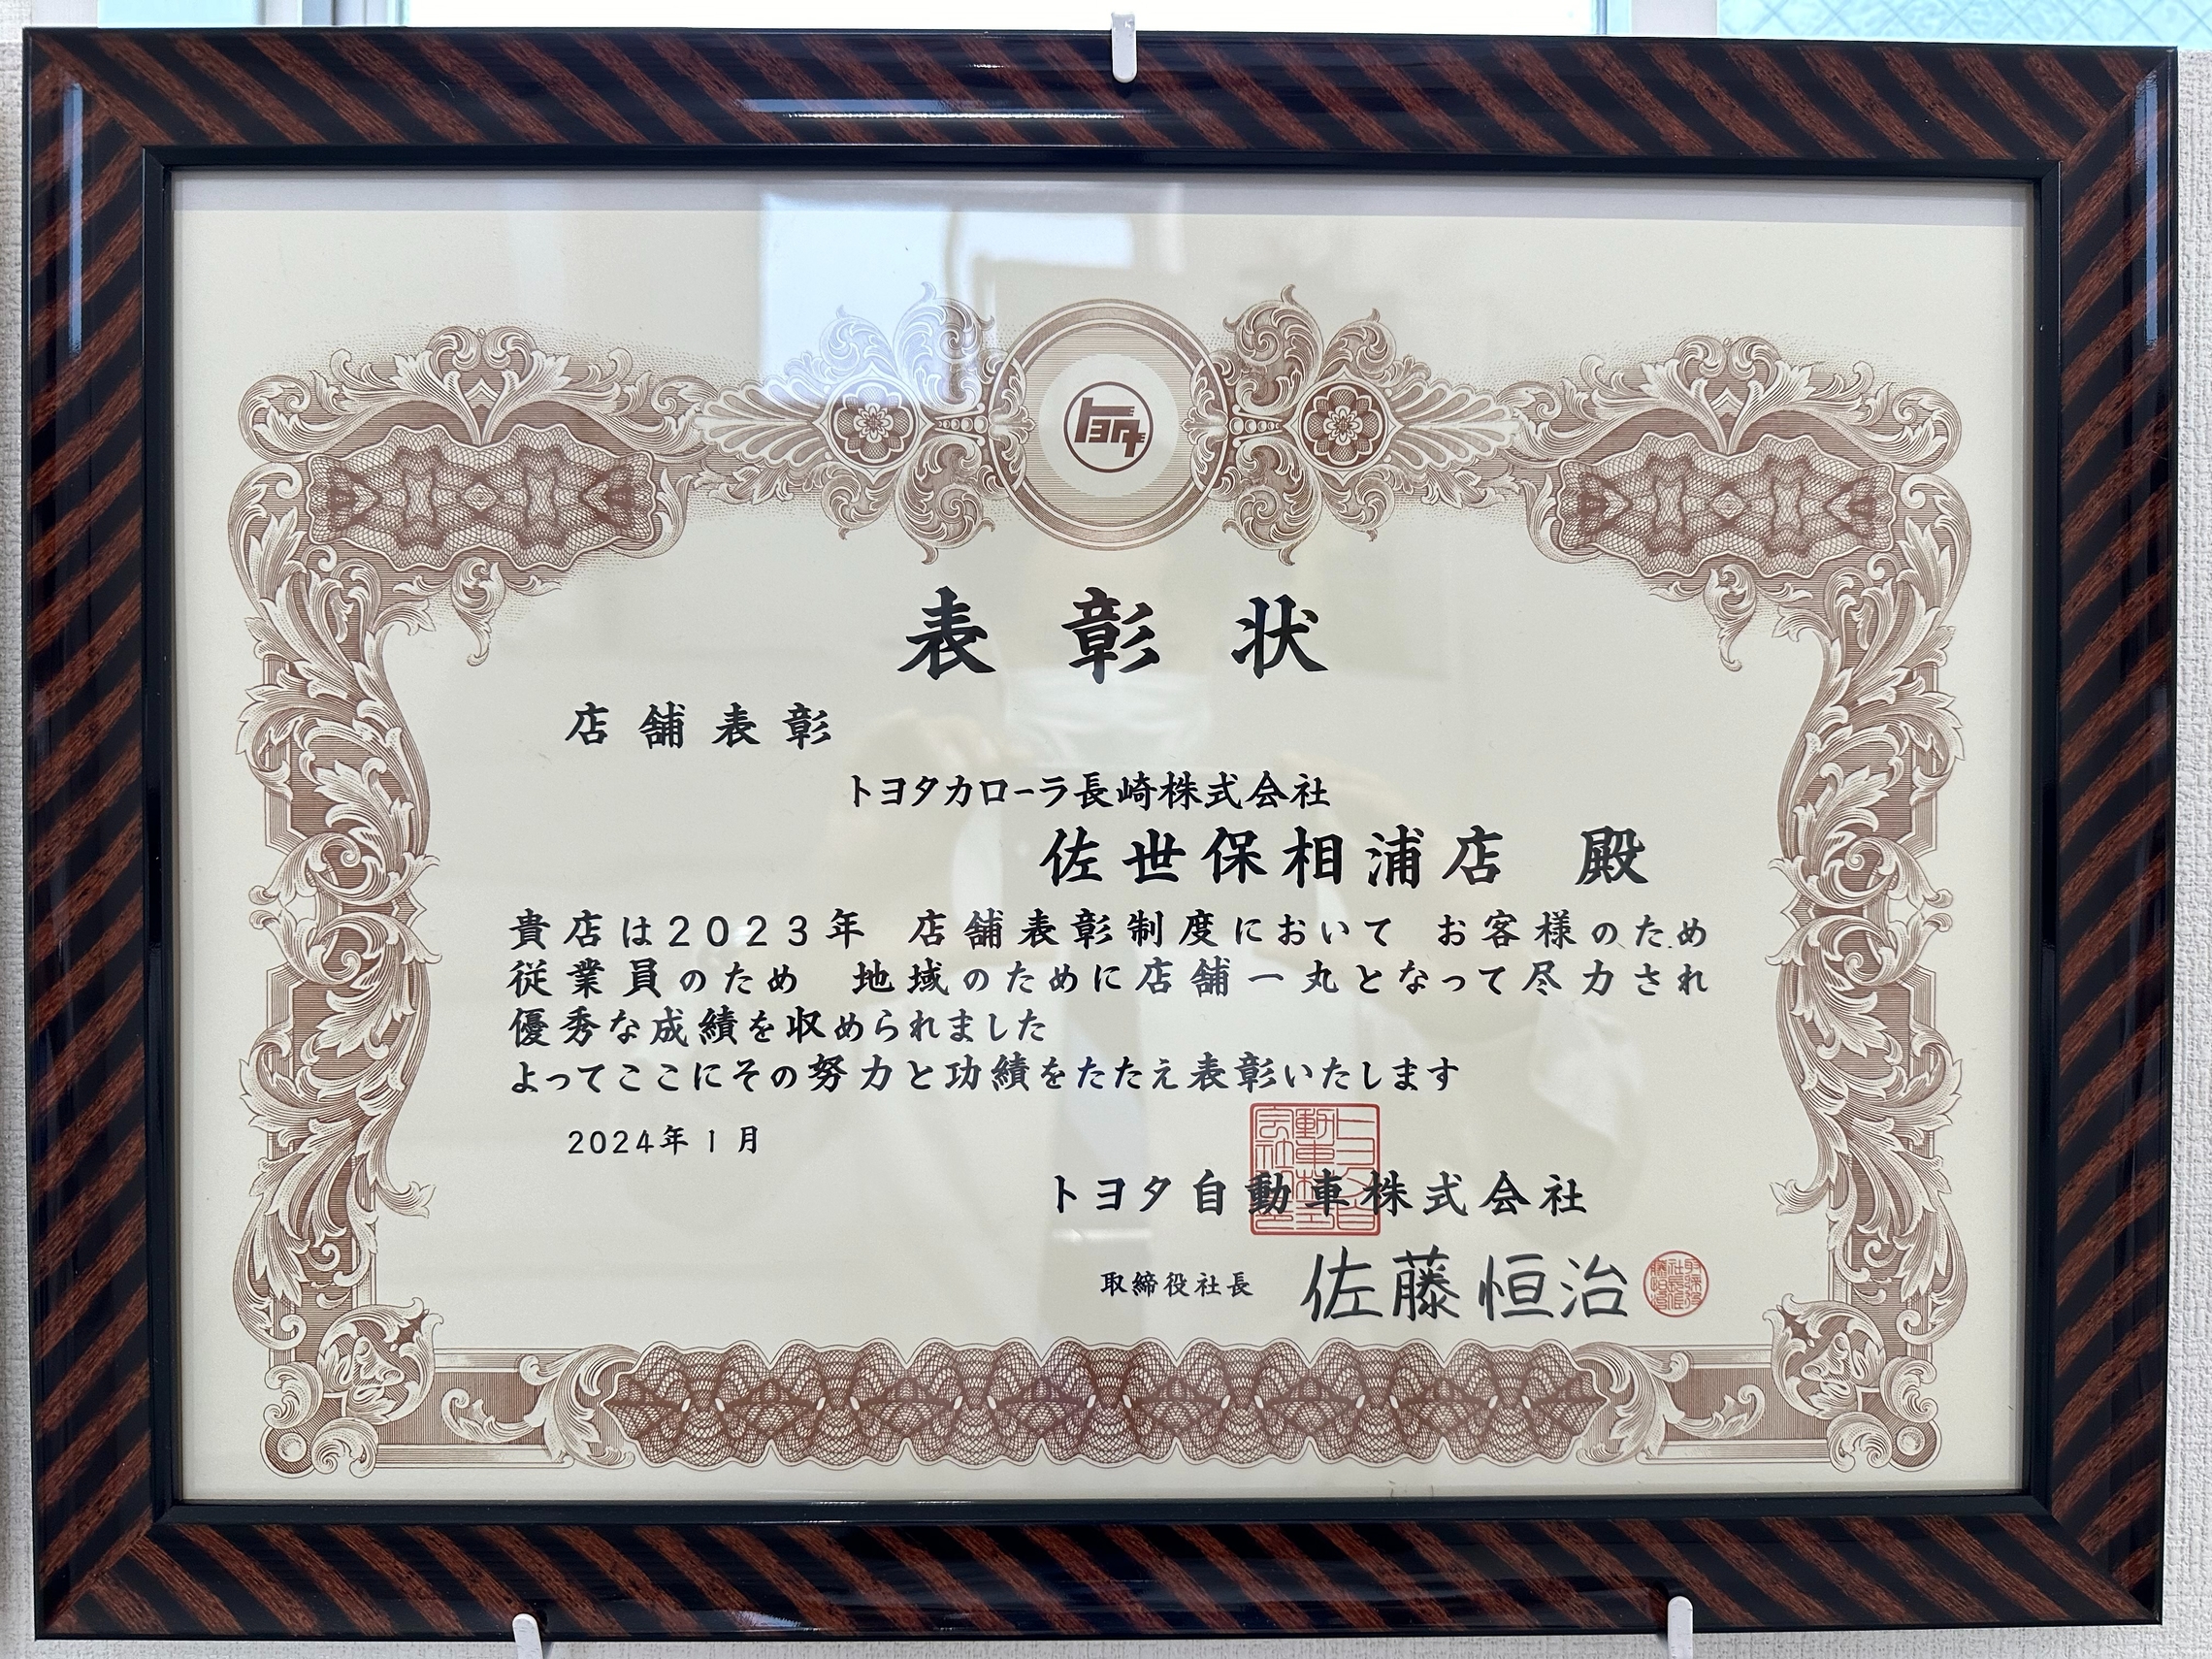 トヨタ
表彰状
店舗表彰
トヨタカローラ長崎株式会社
佐世保相浦店 殿
貴店は2023年 店舗表彰制度において お客様のため
従業員のため 地域のために店舗一丸となって尽力され
優秀な成績を収められました
よってここにその努力と功績をたたえ表彰いたします
2024年1月
トヨタ自動車株式会社
取締役社長 佐藤恒治